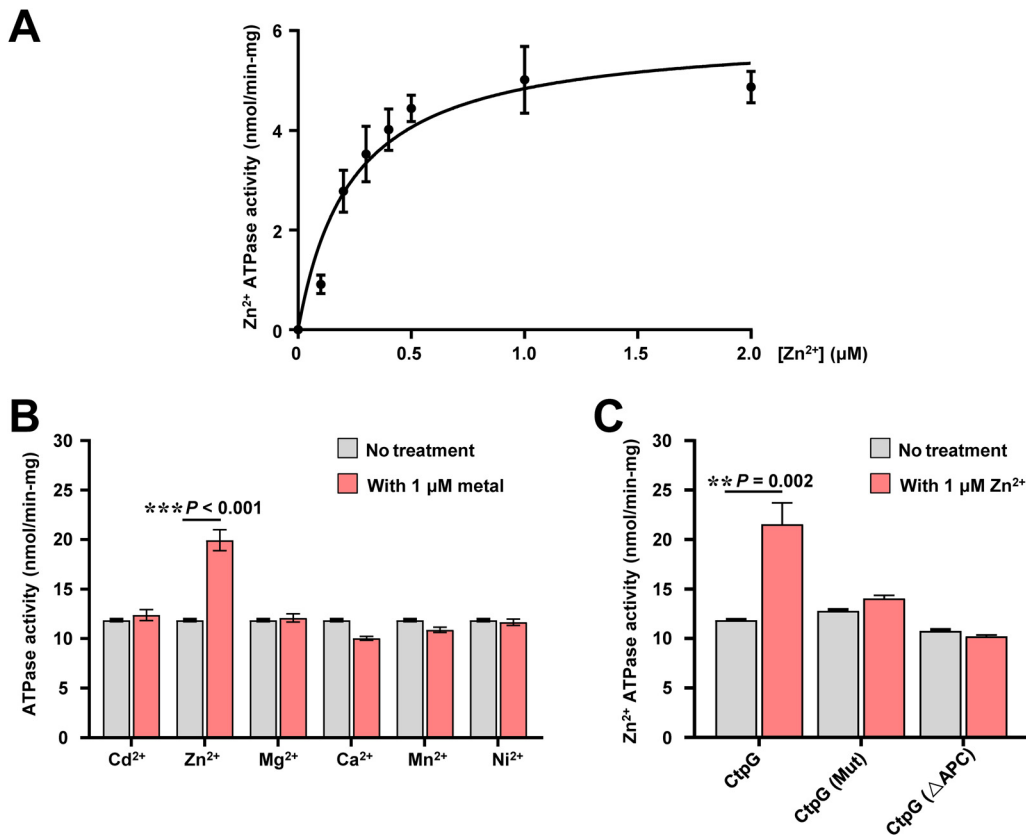 A
Zn²⁺ ATPase activity (nmol/min-mg)
6
4
2
0
0 0.5 1.0 1.5 2.0 [Zn²⁺] (μM)
B
ATPase activity (nmol/min-mg)
30
25
20
15
10
5
0
No treatment
With 1 μM metal
*** P < 0.001
Cd²⁺ Zn²⁺ Mg²⁺ Ca²⁺ Mn²⁺ Ni²⁺
C
Zn²⁺ ATPase activity (nmol/min-mg)
30
25
20
15
10
5
0
No treatment
With 1 μM Zn²⁺
** P = 0.002
CtpG
CtpG (Mut)
CtpG (△APC)